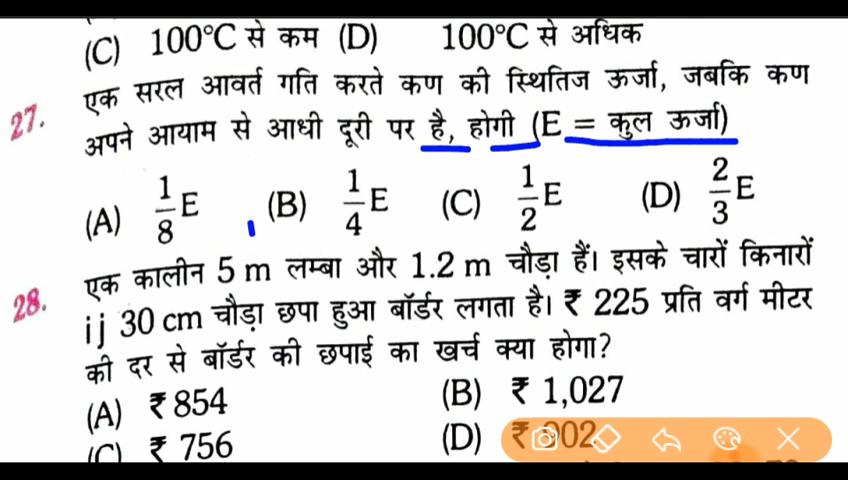 (C) 100°C से कम (D) 100°C से अधिक
27. एक सरल आवर्त गति करते कण की स्थितिज ऊर्जा, जबकि कण
अपने आयाम से आधी दूरी पर है, होगी (E = कुल ऊर्जा)
(A) 1/8 E (B) 1/4 E (C) 1/2 E (D) 2/3 E
28. एक कालीन 5 m लम्बा और 1.2 m चौड़ा हैं। इसके चारों किनारों
ij 30 cm चौड़ा छपा हुआ बॉर्डर लगता है। ₹ 225 प्रति वर्ग मीटर
की दर से बॉर्डर की छपाई का खर्च क्या होगा?
(A) ₹ 854 (B) ₹ 1,027
(C) ₹ 756 (D) ₹